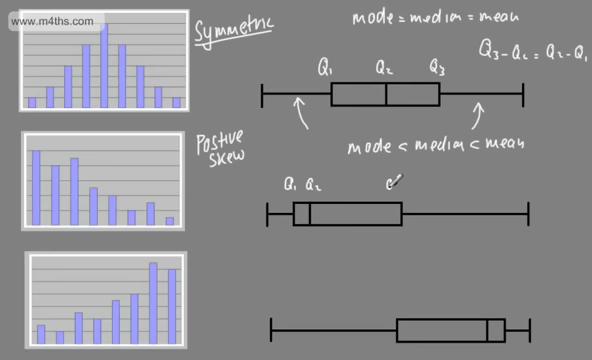 www.m4ths.com
Symmetric
mode = median = mean
Q3 - Q2 = Q2 - Q1
Q1 Q2 Q3
Postive
skew
mode < median < mean
Q1 Q2